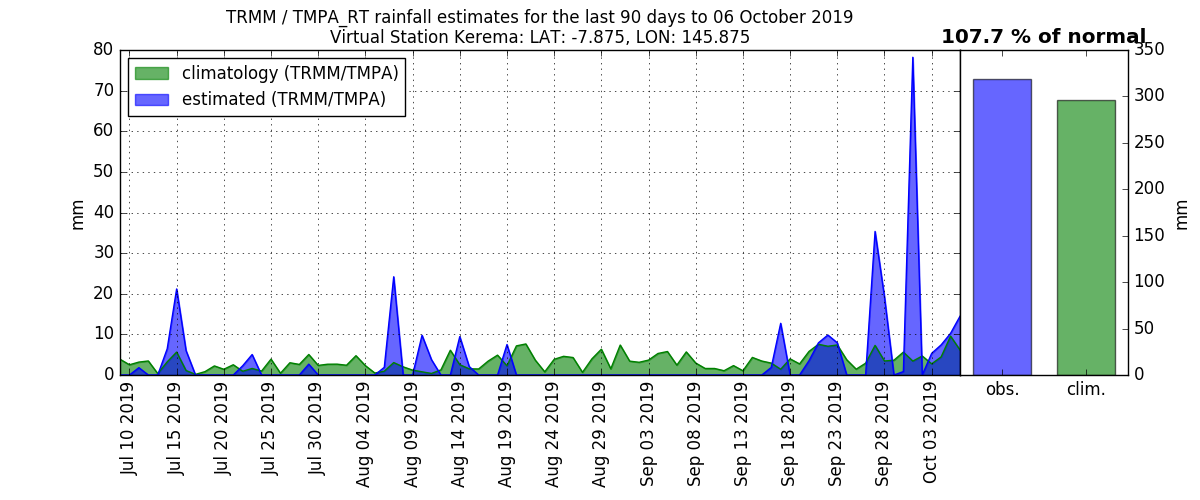 TRMM / TMPA_RT rainfall estimates for the last 90 days to 06 October 2019
Virtual Station Kerema: LAT: -7.875, LON: 145.875
107.7 % of normal
climatology (TRMM/TMPA)
estimated (TRMM/TMPA)
80
70
60
50
40
30
20
10
0
mm
Jul 10 2019
Jul 15 2019
Jul 20 2019
Jul 25 2019
Jul 30 2019
Aug 04 2019
Aug 09 2019
Aug 14 2019
Aug 19 2019
Aug 24 2019
Aug 29 2019
Sep 03 2019
Sep 08 2019
Sep 13 2019
Sep 18 2019
Sep 23 2019
Sep 28 2019
Oct 03 2019
350
300
250
200
150
100
50
0
mm
obs.
clim.